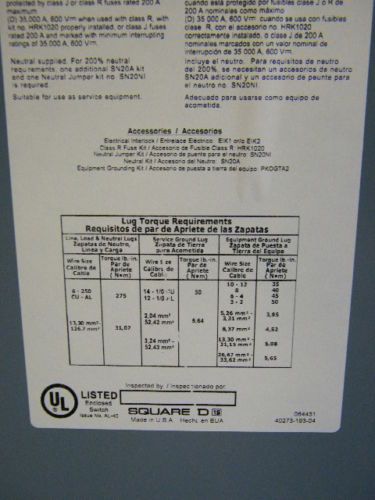 protected by class J or class R fuses rated 200 A
maximum.
(D) 35 000 A, 600 V~ when used with class R, with
kit no. HRK1020 properly installed, or class J fuses
rated 200 A and marked with minimum interrupting
ratings of 35 000 A, 600 V~.
Neutral supplied. For 200% neutral
requirements, one additional SN20A kit
and one Neutral Jumper kit no. SN20NI
is required.
Suitable for use as service equipment.
cuando está protegido por fusibles clase J o R de
200 A nominales como máximo
(D) 35 000 A, 600 V~ cuando se usa con fusibles
clase R, con el accesorio no. HRK1020
correctamente instalado, o clase J de 200 A
nominales marcados con un valor nominal de
interrupción de 35 000 A, 600 V~.
Incluye el neutro. Para requisitos de neutro
del 200%, se necesitan un accesorio de neutro
SN20A adicional y un accesorio de puente para
el neutro no. SN20NI.
Adecuado para usarse como equipo de
acometida.
Accessories / Accesorios
Electrical Interlock / Entrelace Eléctrico: EIK1 or/o EIK2
Class R Fuse Kit / Accesorio de Fusible Clase R: HRK1020
Neutral Jumper Kit / Accesorio de puente para el neutro: SN20NI
Neutral Kit / Accesorio del Neutro: SN20A
Equipment Grounding Kit / Accesorio de puesta a tierra del equipo: PKOGTA2
Lug Torque Requirements
Requisitos de par de Apriete de las Zapatas
Line, Load & Neutral Lugs
Zapatas de Neutro,
Línea y Carga
Service Ground Lug
Zapata de Tierra
para Acometida
Equipment Ground Lug
Zapata de Puesta a
Tierra del Equipo
Wire Size
Calibre de
Cable
Torque lb.-in.
Par de
Apriete (N•m)
Wire Size
Calibre de
Cable
Torque lb.-in.
Par de
Apriete (N•m)
Wire Size
Calibre de
Cable
Torque lb.-in.
Par de
Apriete (N•m)
6 - 250
CU - AL
275
126,7 mm²
31,07
14 - 1/0 CU
12 - 1/0 AL
50
52,42 mm²
5,64
10 - 12 35
8 40
6 - 4 45
3 - 2 50
5,26 mm² -
3,31 mm²
3,95
8,37 mm² 4,52
13,30 mm² -
21,15 mm²
5,08
26,67 mm² -
33,62 mm²
5,65
UL LISTED
Enclosed
Switch
Inspected by / Inspeccionado por:
SQUARE D
Made in U.S.A. Hecho en EUA
064431
40273-193-04